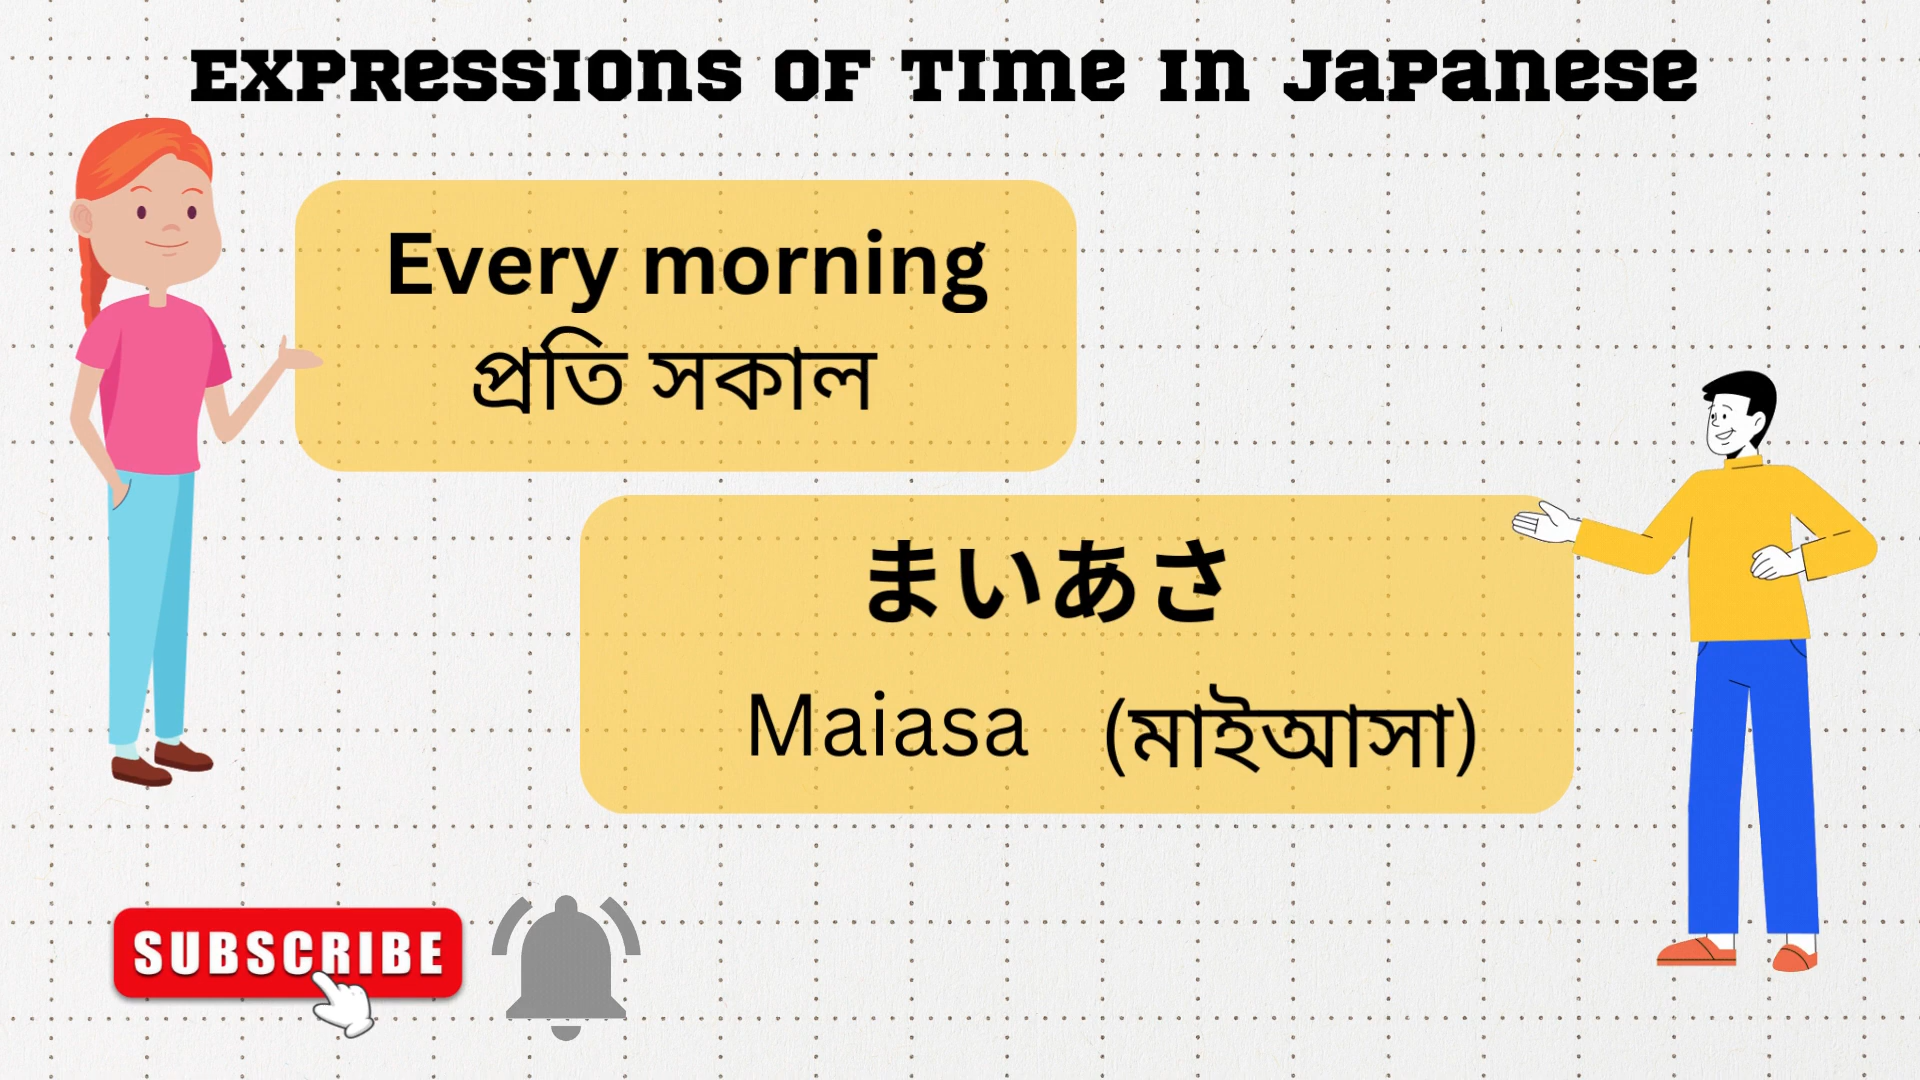 Expressions of Time in Japanese
Every morning
প্রতি সকাল
まいあさ
Maiasa (মাইআসা)
SUBSCRIBE